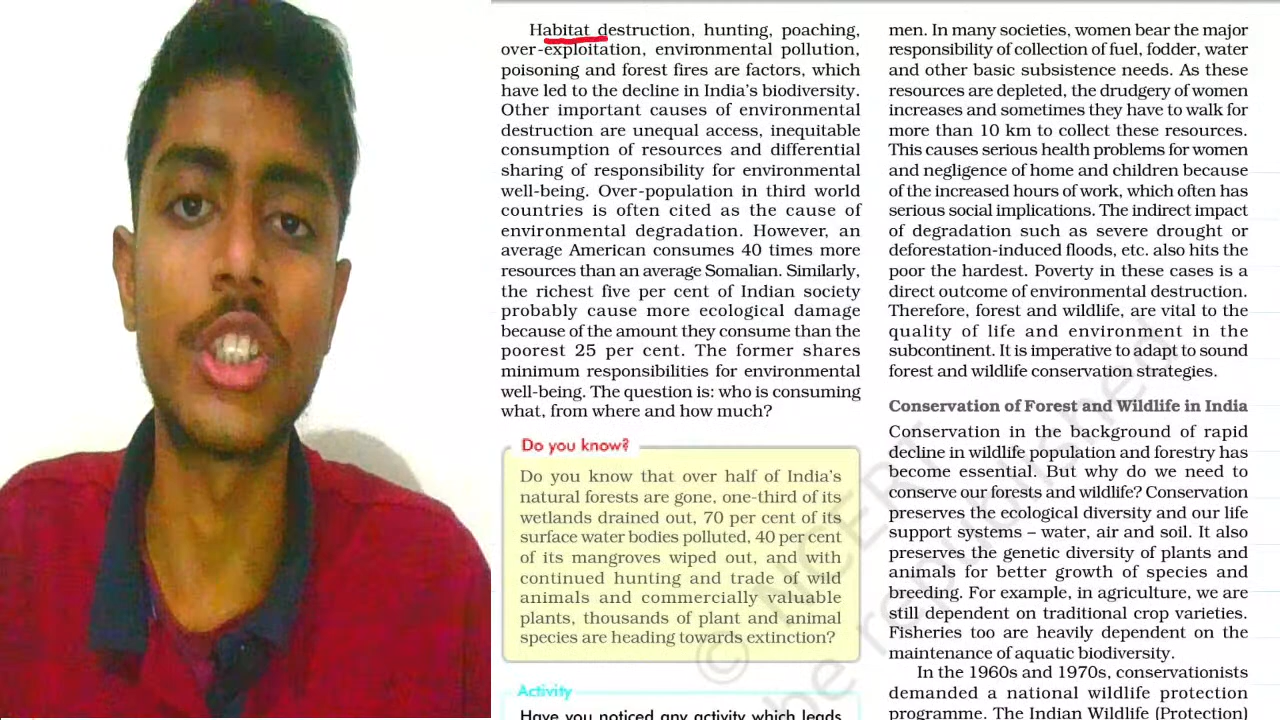 Habitat destruction, hunting, poaching,
over-exploitation, environmental pollution,
poisoning and forest fires are factors, which
have led to the decline in India's biodiversity.
Other important causes of environmental
destruction are unequal access, inequitable
consumption of resources and differential
sharing of responsibility for environmental
well-being. Over-population in third world
countries is often cited as the cause of
environmental degradation. However, an
average American consumes 40 times more
resources than an average Somalian. Similarly,
the richest five per cent of Indian society
probably cause more ecological damage
because of the amount they consume than the
poorest 25 per cent. The former shares
minimum responsibilities for environmental
well-being. The question is: who is consuming
what, from where and how much?
Do you know?
Do you know that over half of India's
natural forests are gone, one-third of its
wetlands drained out, 70 per cent of its
surface water bodies polluted, 40 per cent
of its mangroves wiped out, and with
continued hunting and trade of wild
animals and commercially valuable
plants, thousands of plant and animal
species are heading towards extinction?
Activity
Have you noticed any activity which leads
men. In many societies, women bear the major
responsibility of collection of fuel, fodder, water
and other basic subsistence needs. As these
resources are depleted, the drudgery of women
increases and sometimes they have to walk for
more than 10 km to collect these resources.
This causes serious health problems for women
and negligence of home and children because
of the increased hours of work, which often has
serious social implications. The indirect impact
of degradation such as severe drought or
deforestation-induced floods, etc. also hits the
poor the hardest. Poverty in these cases is a
direct outcome of environmental destruction.
Therefore, forest and wildlife, are vital to the
quality of life and environment in the
subcontinent. It is imperative to adapt to sound
forest and wildlife conservation strategies.
Conservation of Forest and Wildlife in India
Conservation in the background of rapid
decline in wildlife population and forestry has
become essential. But why do we need to
conserve our forests and wildlife? Conservation
preserves the ecological diversity and our life
support systems – water, air and soil. It also
preserves the genetic diversity of plants and
animals for better growth of species and
breeding. For example, in agriculture, we are
still dependent on traditional crop varieties.
Fisheries too are heavily dependent on the
maintenance of aquatic biodiversity.
In the 1960s and 1970s, conservationists
demanded a national wildlife protection
programme. The Indian Wildlife (Protection)
© NCERT
be republished